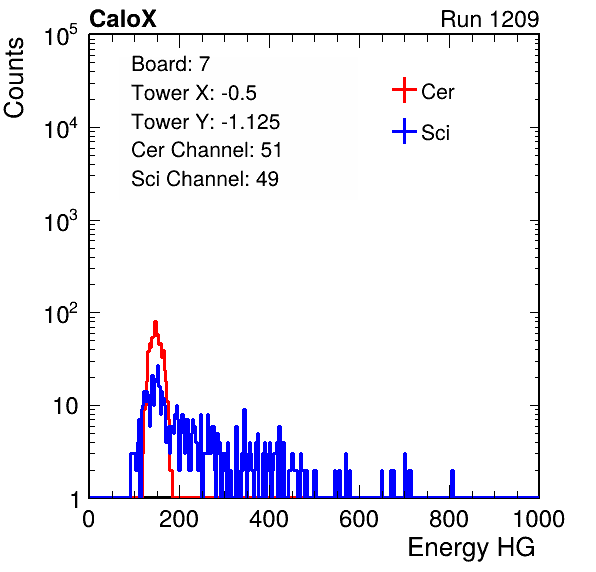 CaloX Run 1209
Counts
Board: 7
Tower X: -0.5
Tower Y: -1.125
Cer Channel: 51
Sci Channel: 49
Cer
Sci
10^5
10^4
10^3
10^2
10
1
0 200 400 600 800 1000
Energy HG